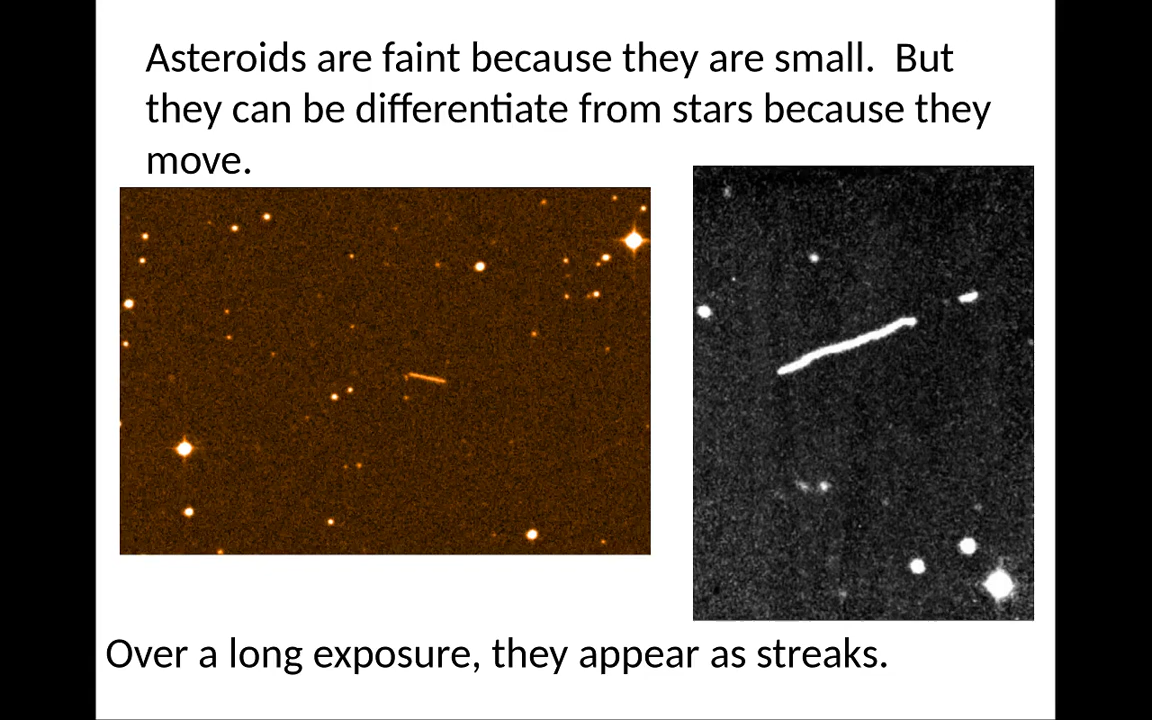 Asteroids are faint because they are small.  But
they can be differentiate from stars because they
move.
Over a long exposure, they appear as streaks.